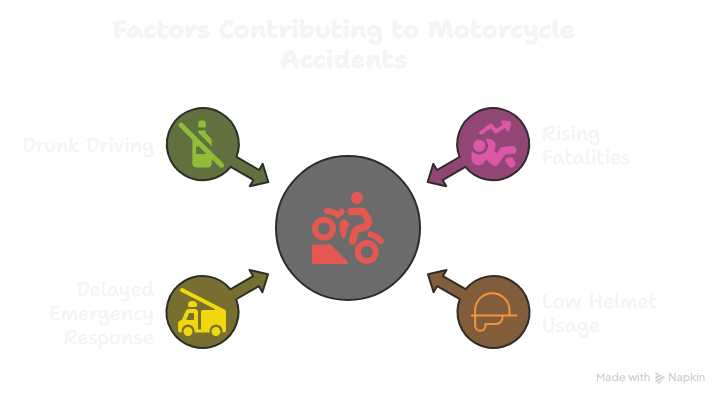 Factors Contributing to Motorcycle
Accidents
Drunk Driving
Rising
Fatalities
Delayed
Emergency
Response
Low Helmet
Usage
Made with Napkin